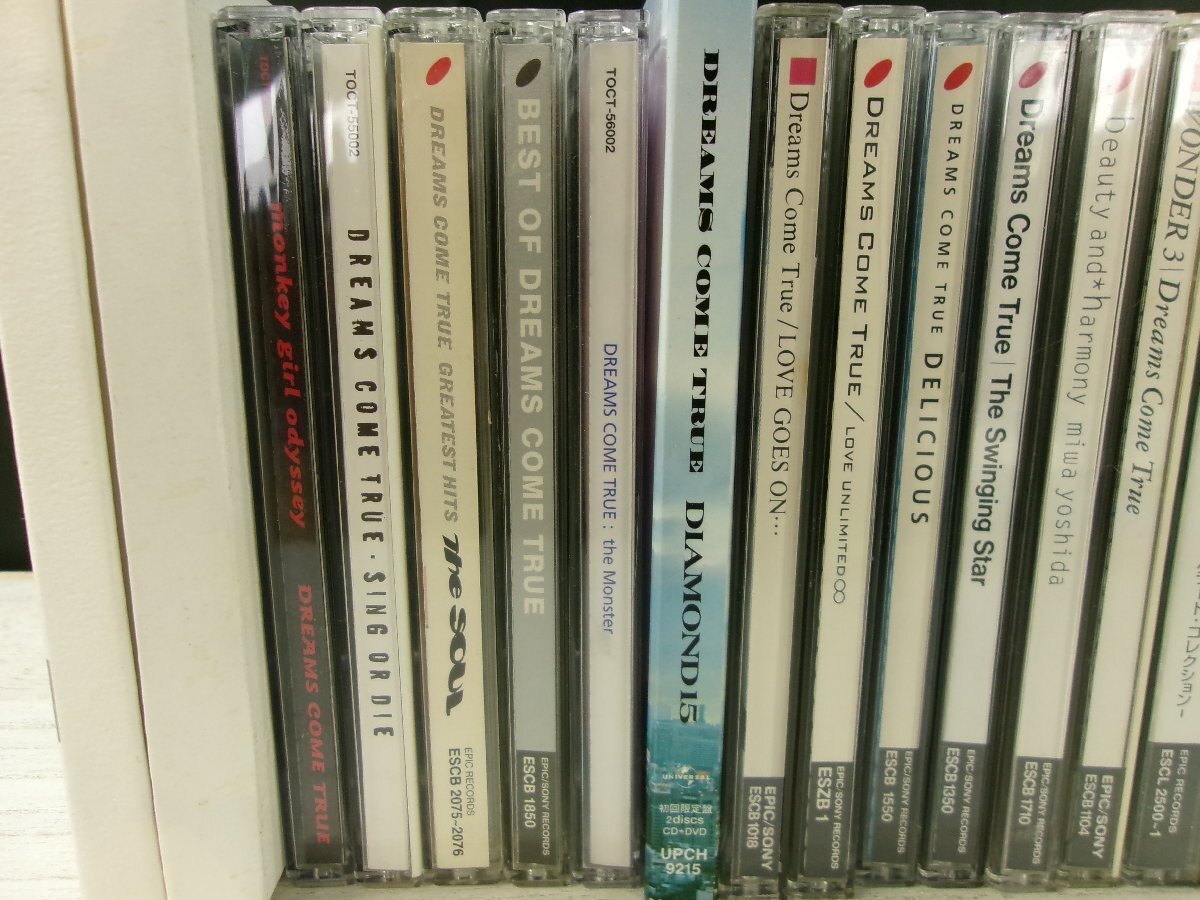 monkey girl odyssey
DREAMS COME TRUE
TOCT-55002
DREAMS COME TRUE・SING OR DIE
DREAMS COME TRUE GREATEST HITS
The SOUL
EPIC RECORDS
ESCB 2075~2076
BEST OF DREAMS COME TRUE
EPIC/SONY RECORDS
ESCB 1850
TOCT-56002
DREAMS COME TRUE : the Monster
DREAMS COME TRUE DIAMOND15
UNIVERSAL
初回限定盤
2discs
CD+DVD
UPCH
9215
Dreams Come True / LOVE GOES ON…
EPIC/SONY
ESCB 1018
DREAMS COME TRUE / LOVE UNLIMITED∞
EPIC/SONY RECORDS
ESZB 1
DREAMS COME TRUE DELICIOUS
EPIC/SONY RECORDS
ESCB 1550
Dreams Come True | The Swinging Star
EPIC/SONY RECORDS
ESCB 1350
beauty and*harmony miwa yoshida
EPIC/SONY RECORDS
ESCB 1710
WONDER 3 | Dreams Come True
EPIC/SONY
ESCB 1104
EPIC RECORDS
ESCL 2500~1